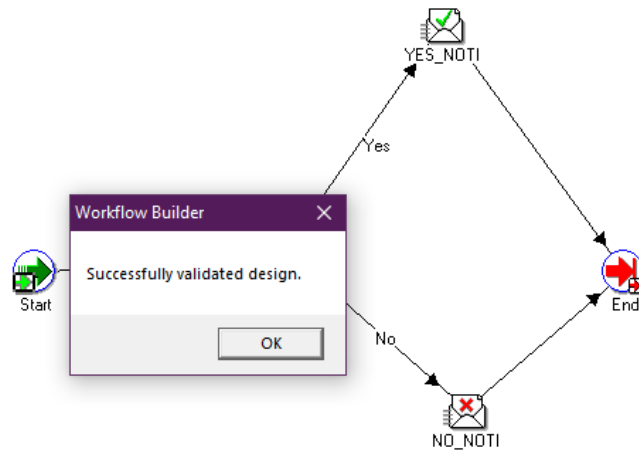 YES_NOTI
Yes
Workflow Builder
Successfully validated design.
Start
End
OK
No
NO_NOTI